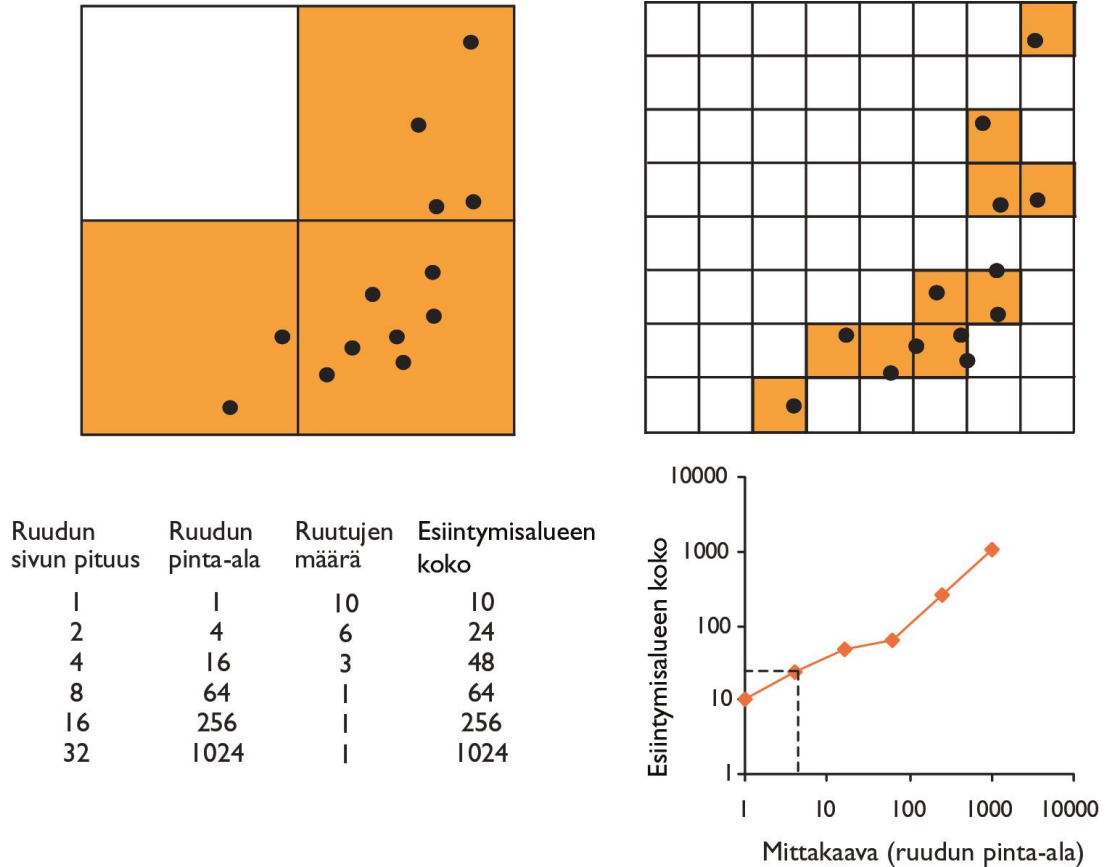 Ruudun Ruudun Ruutujen Esiintymisalueen
sivun pituus pinta-ala määrä koko
1 1 10 10
2 4 6 24
4 16 3 48
8 64 1 64
16 256 1 256
32 1024 1 1024
Esiintymisalueen koko
10000
1000
100
10
1
1 10 100 1000 10000
Mittakaava (ruudun pinta-ala)